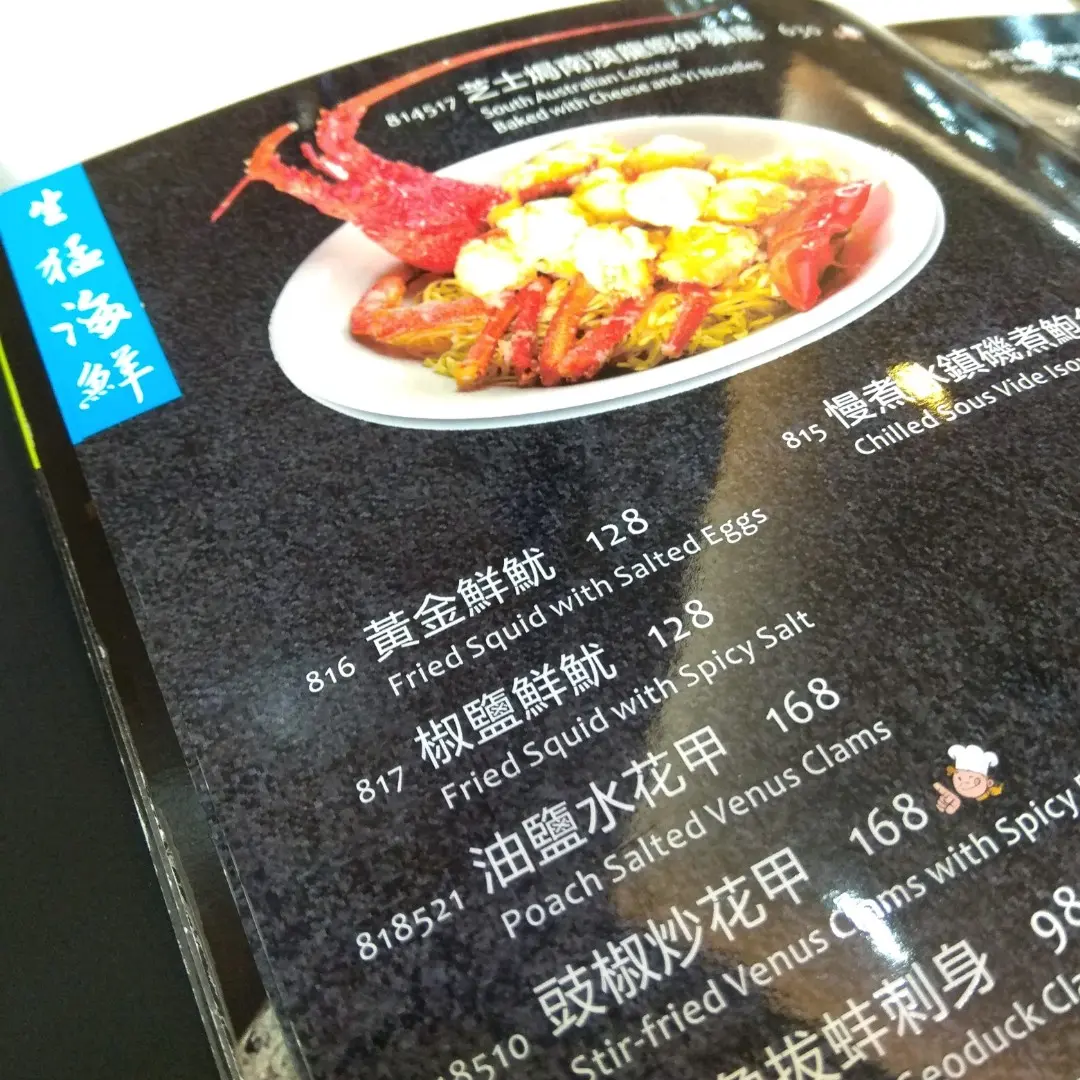 生猛海鮮
814517 芝士焗南澳龍蝦伊麵底 630
South Australian Lobster
Baked with Cheese and Yi Noodles
815 慢煮冰鎮磯煮鮑
Chilled Sous Vide
816 黃金鮮魷 128
Fried Squid with Salted Eggs
817 椒鹽鮮魷 128
Fried Squid with Spicy Salt
818521 油鹽水花甲 168
Poach Salted Venus Clams
18510 豉椒炒花甲 168
Stir-fried Venus Clams with Spicy
拔蚌刺身 98
Geoduck